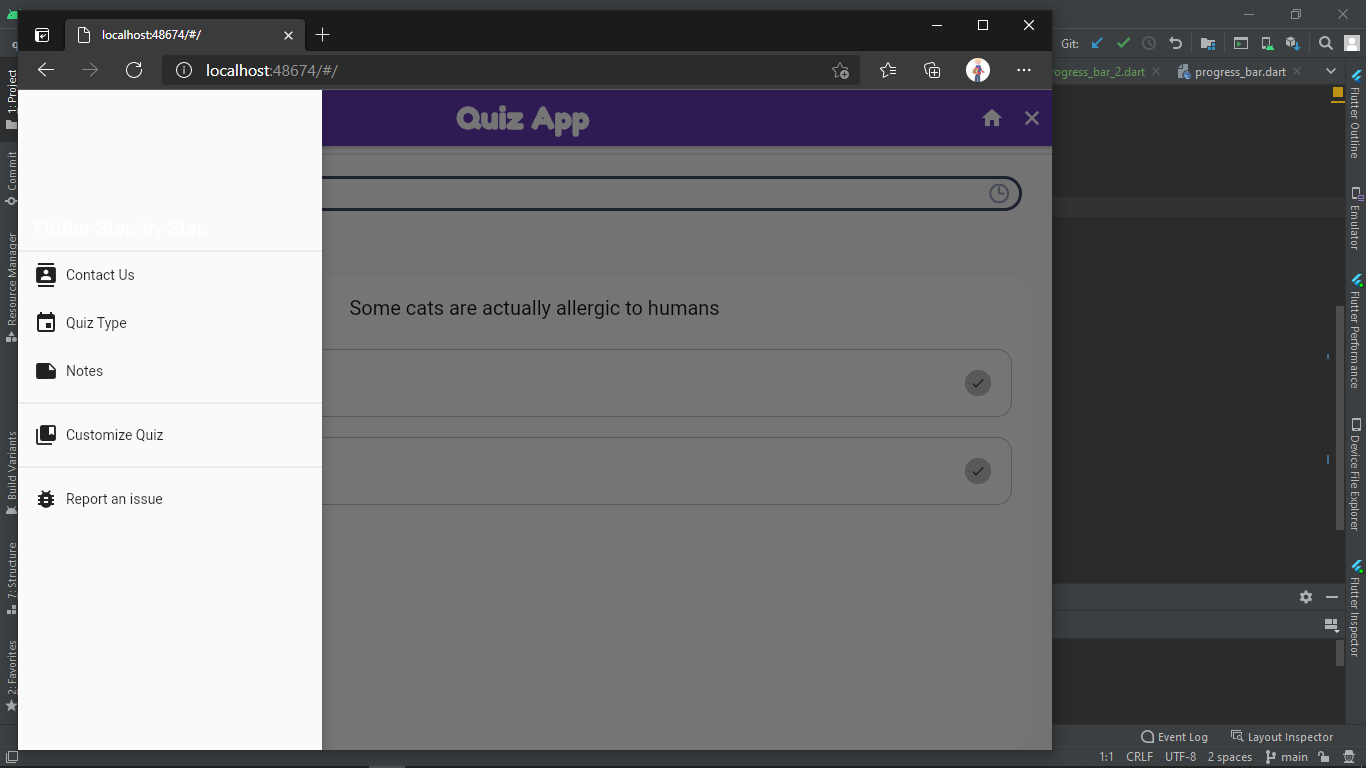 localhost:48674/#/
localhost:48674/#/
Git:
rogress_bar_2.dart
progress_bar.dart
1: Project
Commit
Resource Manager
Build Variants
7: Structure
2: Favorites
Quiz App
Flutter Step-by-Step
Contact Us
Quiz Type
Notes
Customize Quiz
Report an issue
Some cats are actually allergic to humans
Flutter Outline
Emulator
Flutter Performance
Device File Explorer
Flutter Inspector
Event Log
Layout Inspector
1:1 CRLF UTF-8 2 spaces main